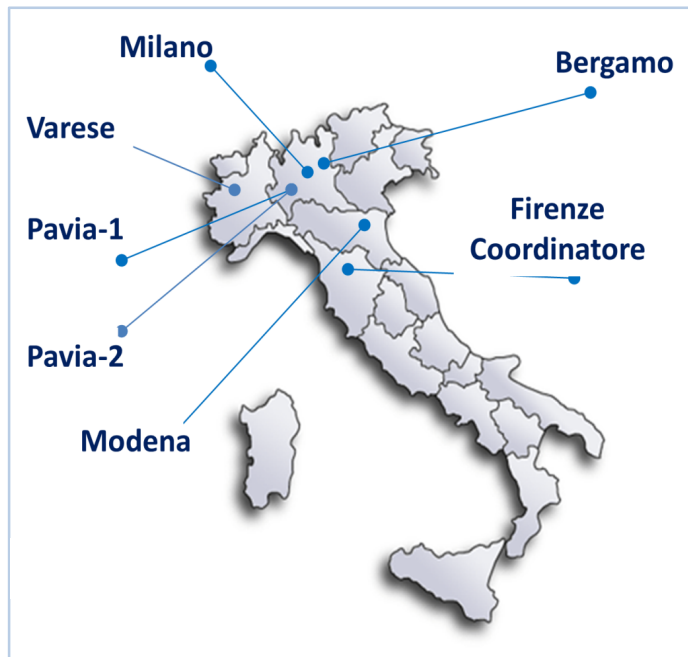 Milano
Bergamo
Varese
Firenze
Coordinatore
Pavia-1
Pavia-2
Modena